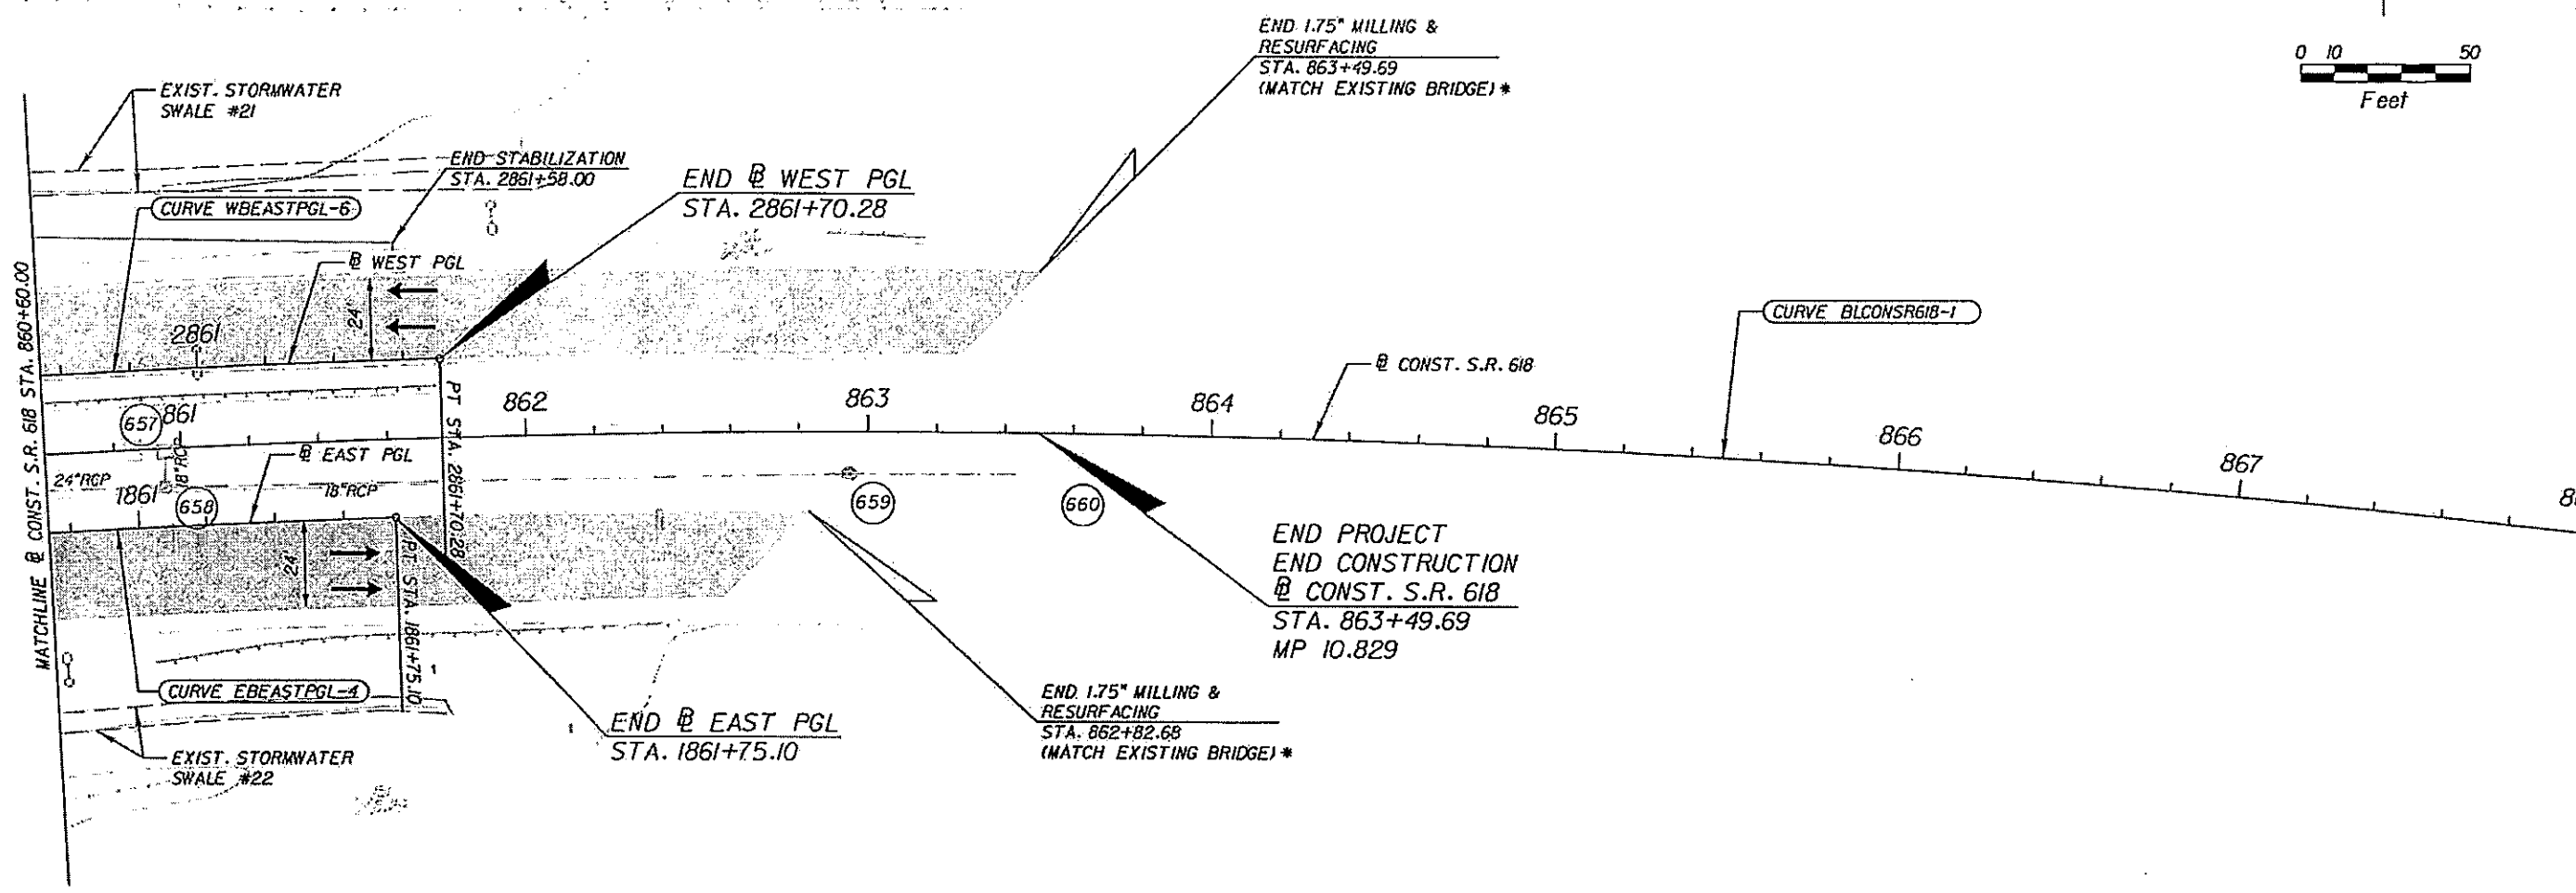 END 1.75" MILLING &
RESURFACING
STA. 863+49.69
(MATCH EXISTING BRIDGE) *
0 10 50
Feet
EXIST. STORMWATER
SWALE #21
END STABILIZATION
STA. 2861+58.00
END ℄ WEST PGL
STA. 2861+70.28
CURVE WBEASTPGL-6
℄ WEST PGL
24'
2861
CURVE BLCONSR618-1
℄ CONST. S.R. 618
MATCHLINE ℄ CONST. S.R. 618 STA. 860+60.00
657
861
862
863
864
865
866
867
PT STA. 2861+70.28
℄ EAST PGL
24"RCP
18"RCP
1861
658
18"RCP
659
660
24'
PT STA. 1861+75.10
END PROJECT
END CONSTRUCTION
℄ CONST. S.R. 618
STA. 863+49.69
MP 10.829
CURVE EBEASTPGL-4
END 1.75" MILLING &
RESURFACING
STA. 862+82.68
(MATCH EXISTING BRIDGE) *
END ℄ EAST PGL
STA. 1861+75.10
EXIST. STORMWATER
SWALE #22